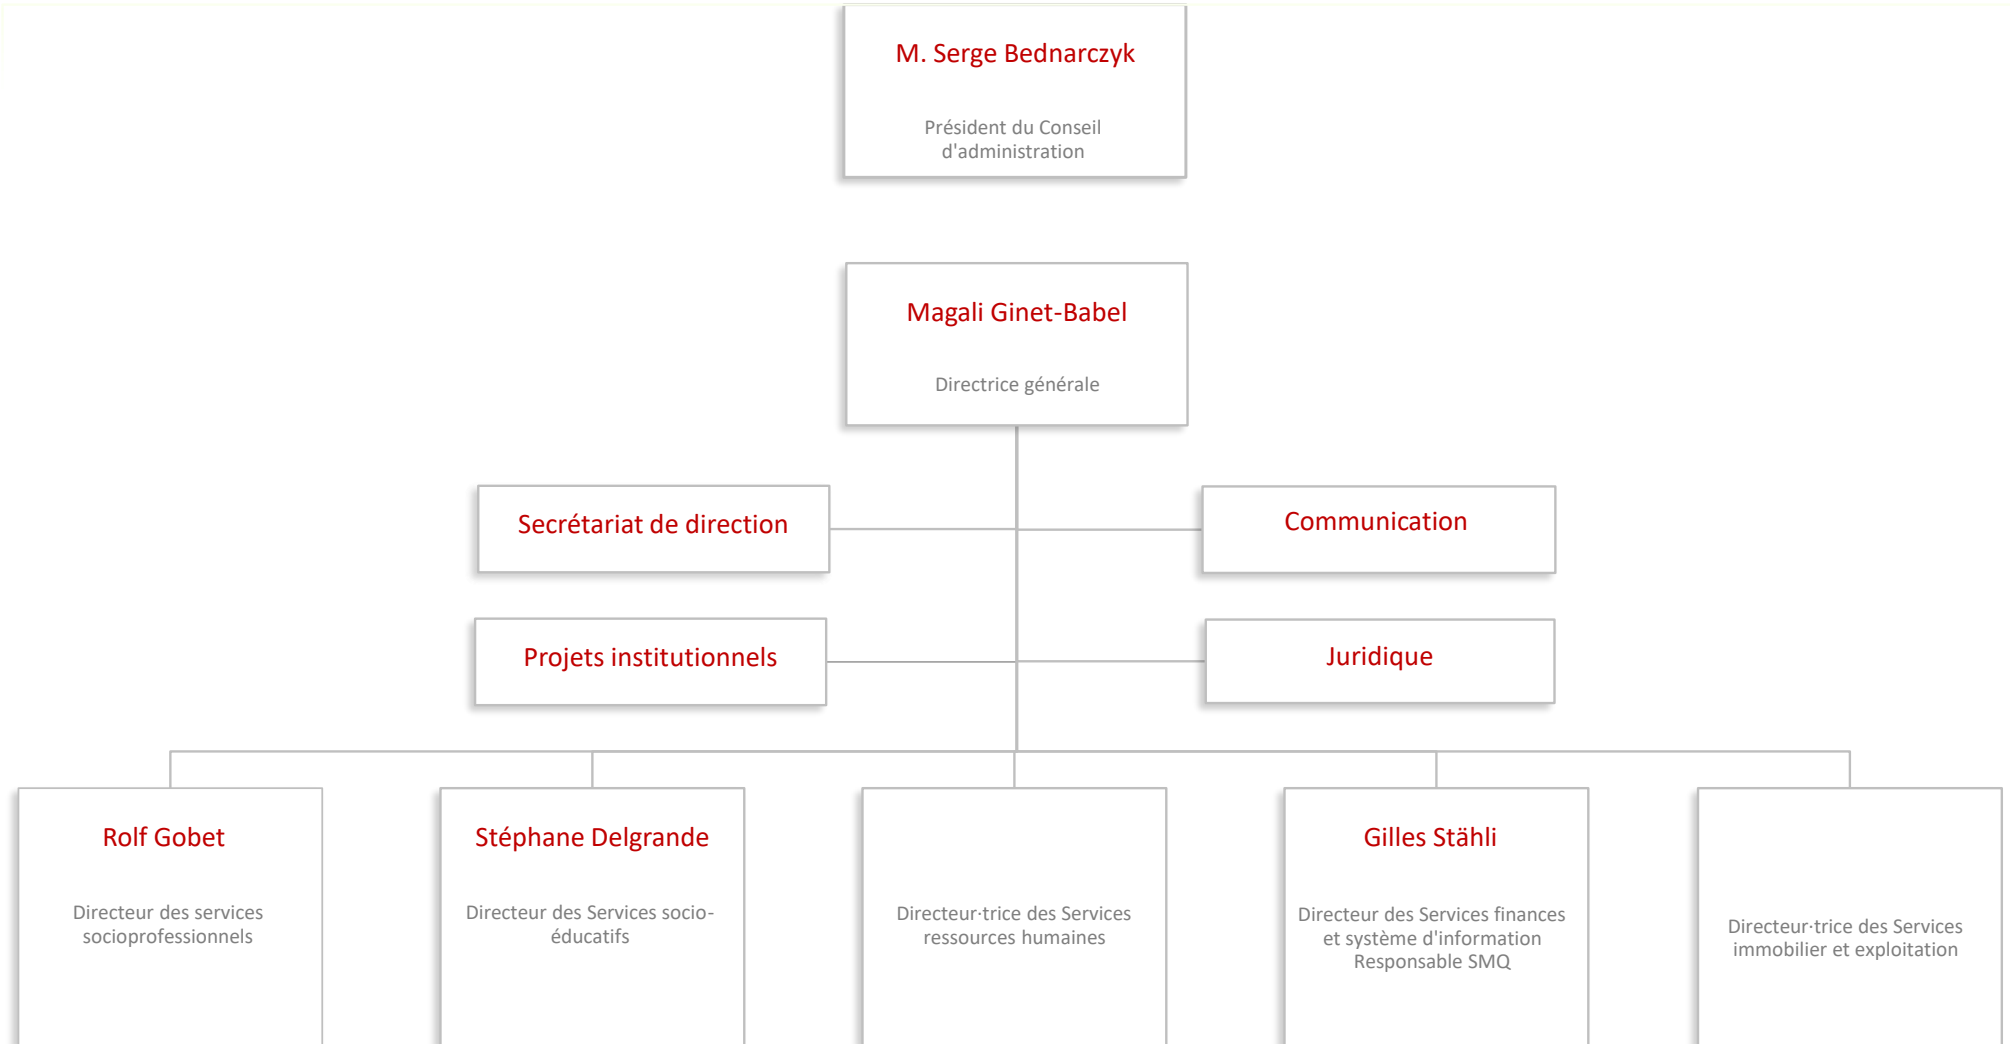 M. Serge Bednarczyk
Président du Conseil
d'administration
Magali Ginet-Babel
Directrice générale
Secrétariat de direction
Communication
Projets institutionnels
Juridique
Rolf Gobet
Directeur des services
socioprofessionnels
Stéphane Delgrande
Directeur des Services socio-
éducatifs
Directeur·trice des Services
ressources humaines
Gilles Stähli
Directeur des Services finances
et système d'information
Responsable SMQ
Directeur·trice des Services
immobilier et exploitation